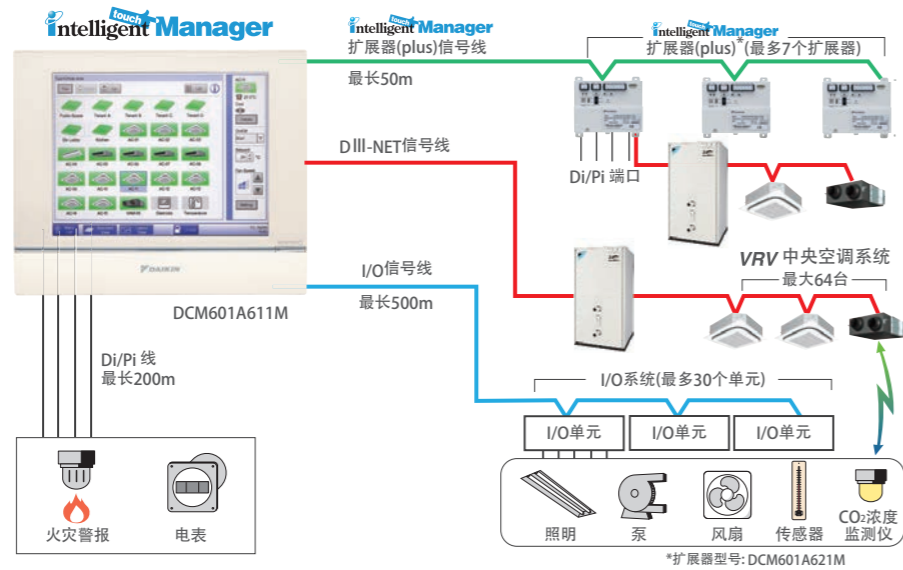 intelligent touch Manager
intelligent touch Manager
扩展器(plus)信号线
最长50m
intelligent touch Manager
扩展器(plus)*(最多7个扩展器)
Di/Pi 端口
DⅢ-NET信号线
VRV 中央空调系统
最大64台
I/O信号线
最长500m
DAIKIN
DCM601A611M
Di/Pi 线
最长200m
火灾警报
电表
I/O系统(最多30个单元)
I/O单元
I/O单元
I/O单元
照明
泵
风扇
传感器
CO₂浓度
监测仪
*扩展器型号: DCM601A621M